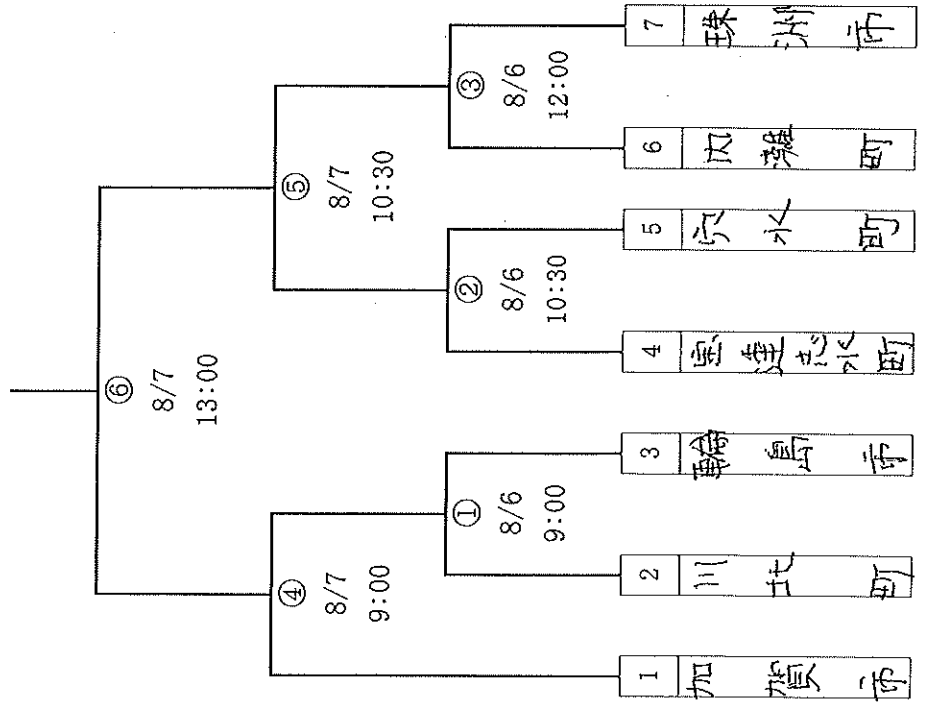 ⑥
8/7
13:00
④
8/7
9:00
⑤
8/7
10:30
①
8/6
9:00
②
8/6
10:30
③
8/6
12:00
1 加賀市
2 川北町
3 輪島市
4 宝達志水町
5 穴水町
6 内灘町
7 珠洲市